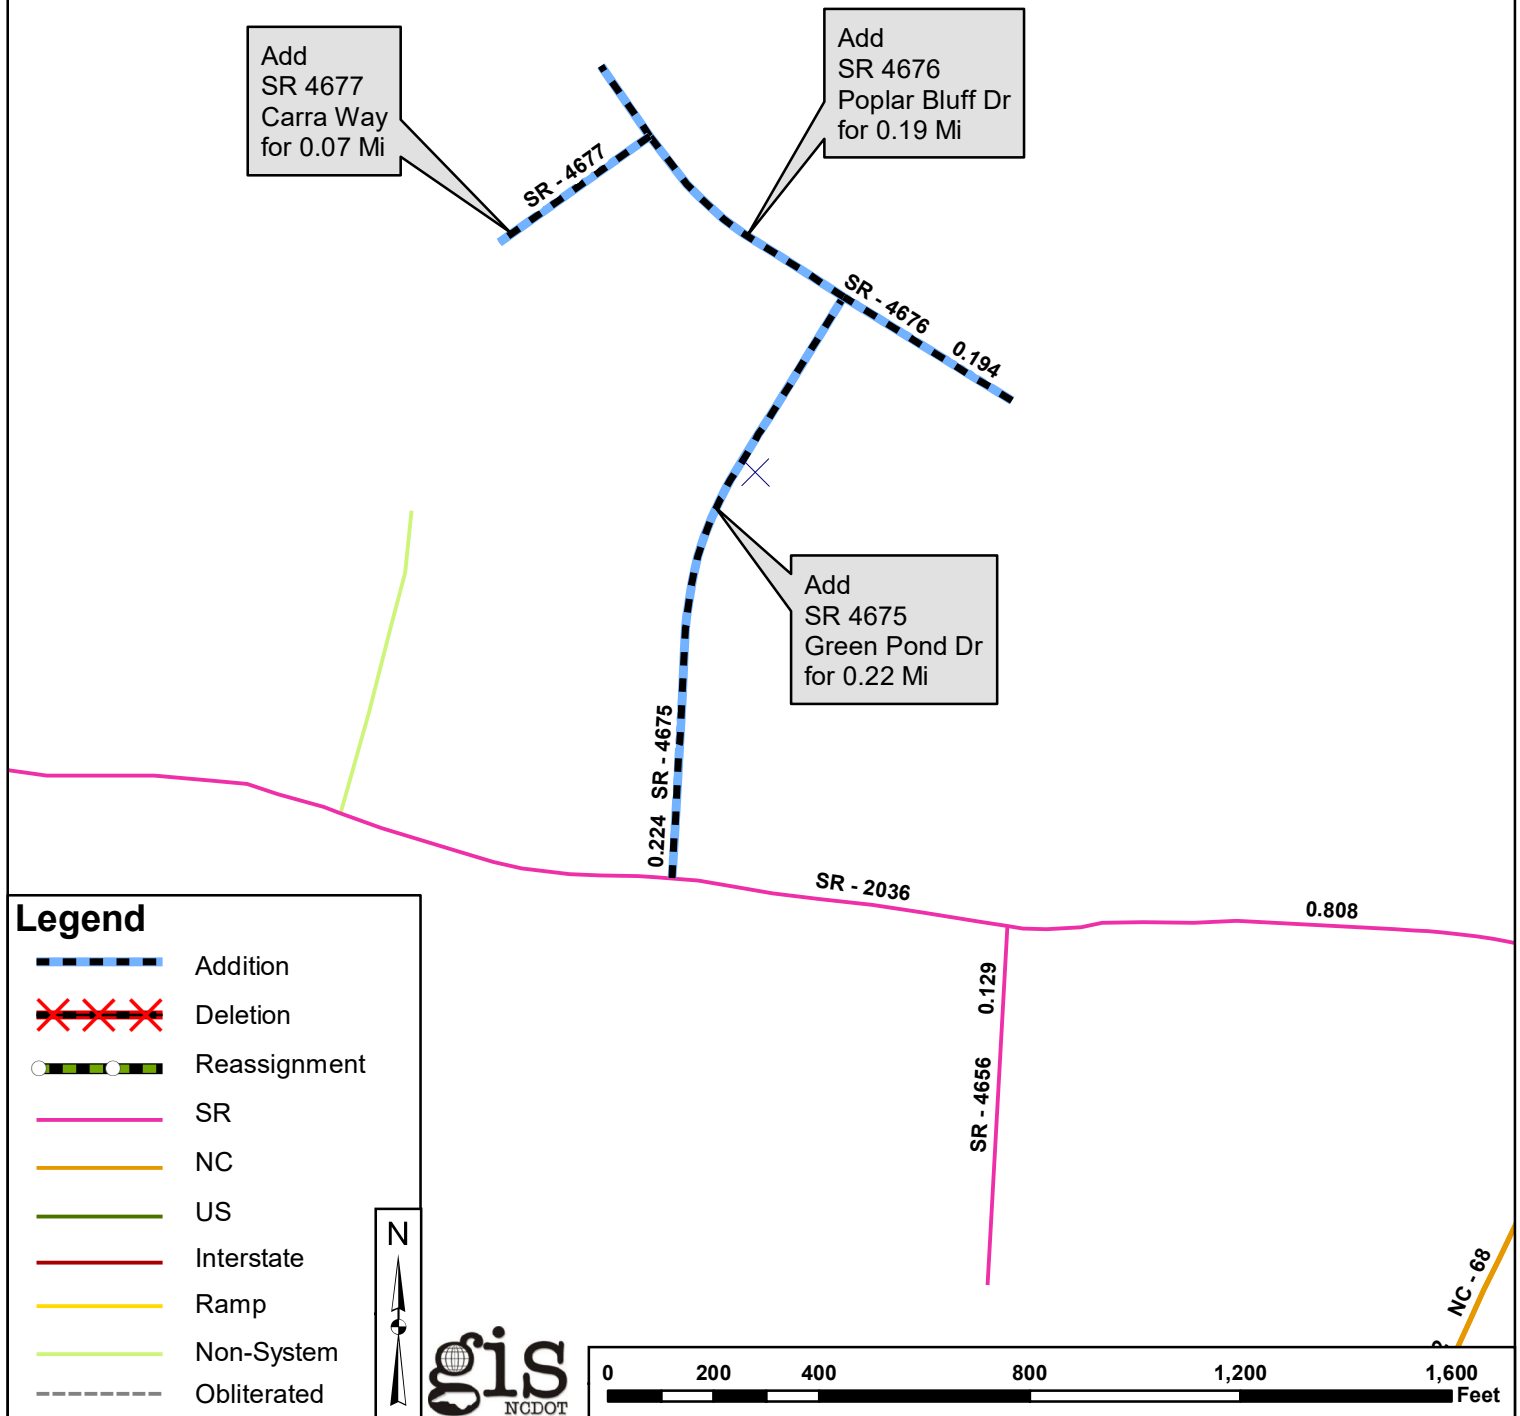 Add
SR 4677
Carra Way
for 0.07 Mi
Add
SR 4676
Poplar Bluff Dr
for 0.19 Mi
SR - 4677
SR - 4676
0.194
Add
SR 4675
Green Pond Dr
for 0.22 Mi
SR - 4675
0.224
SR - 2036
0.808
0.129
SR - 4656
NC - 68
Legend
Addition
Deletion
Reassignment
SR
NC
US
Interstate
Ramp
Non-System
Obliterated
N
gis
NCDOT
0 200 400 800 1,200 1,600
Feet